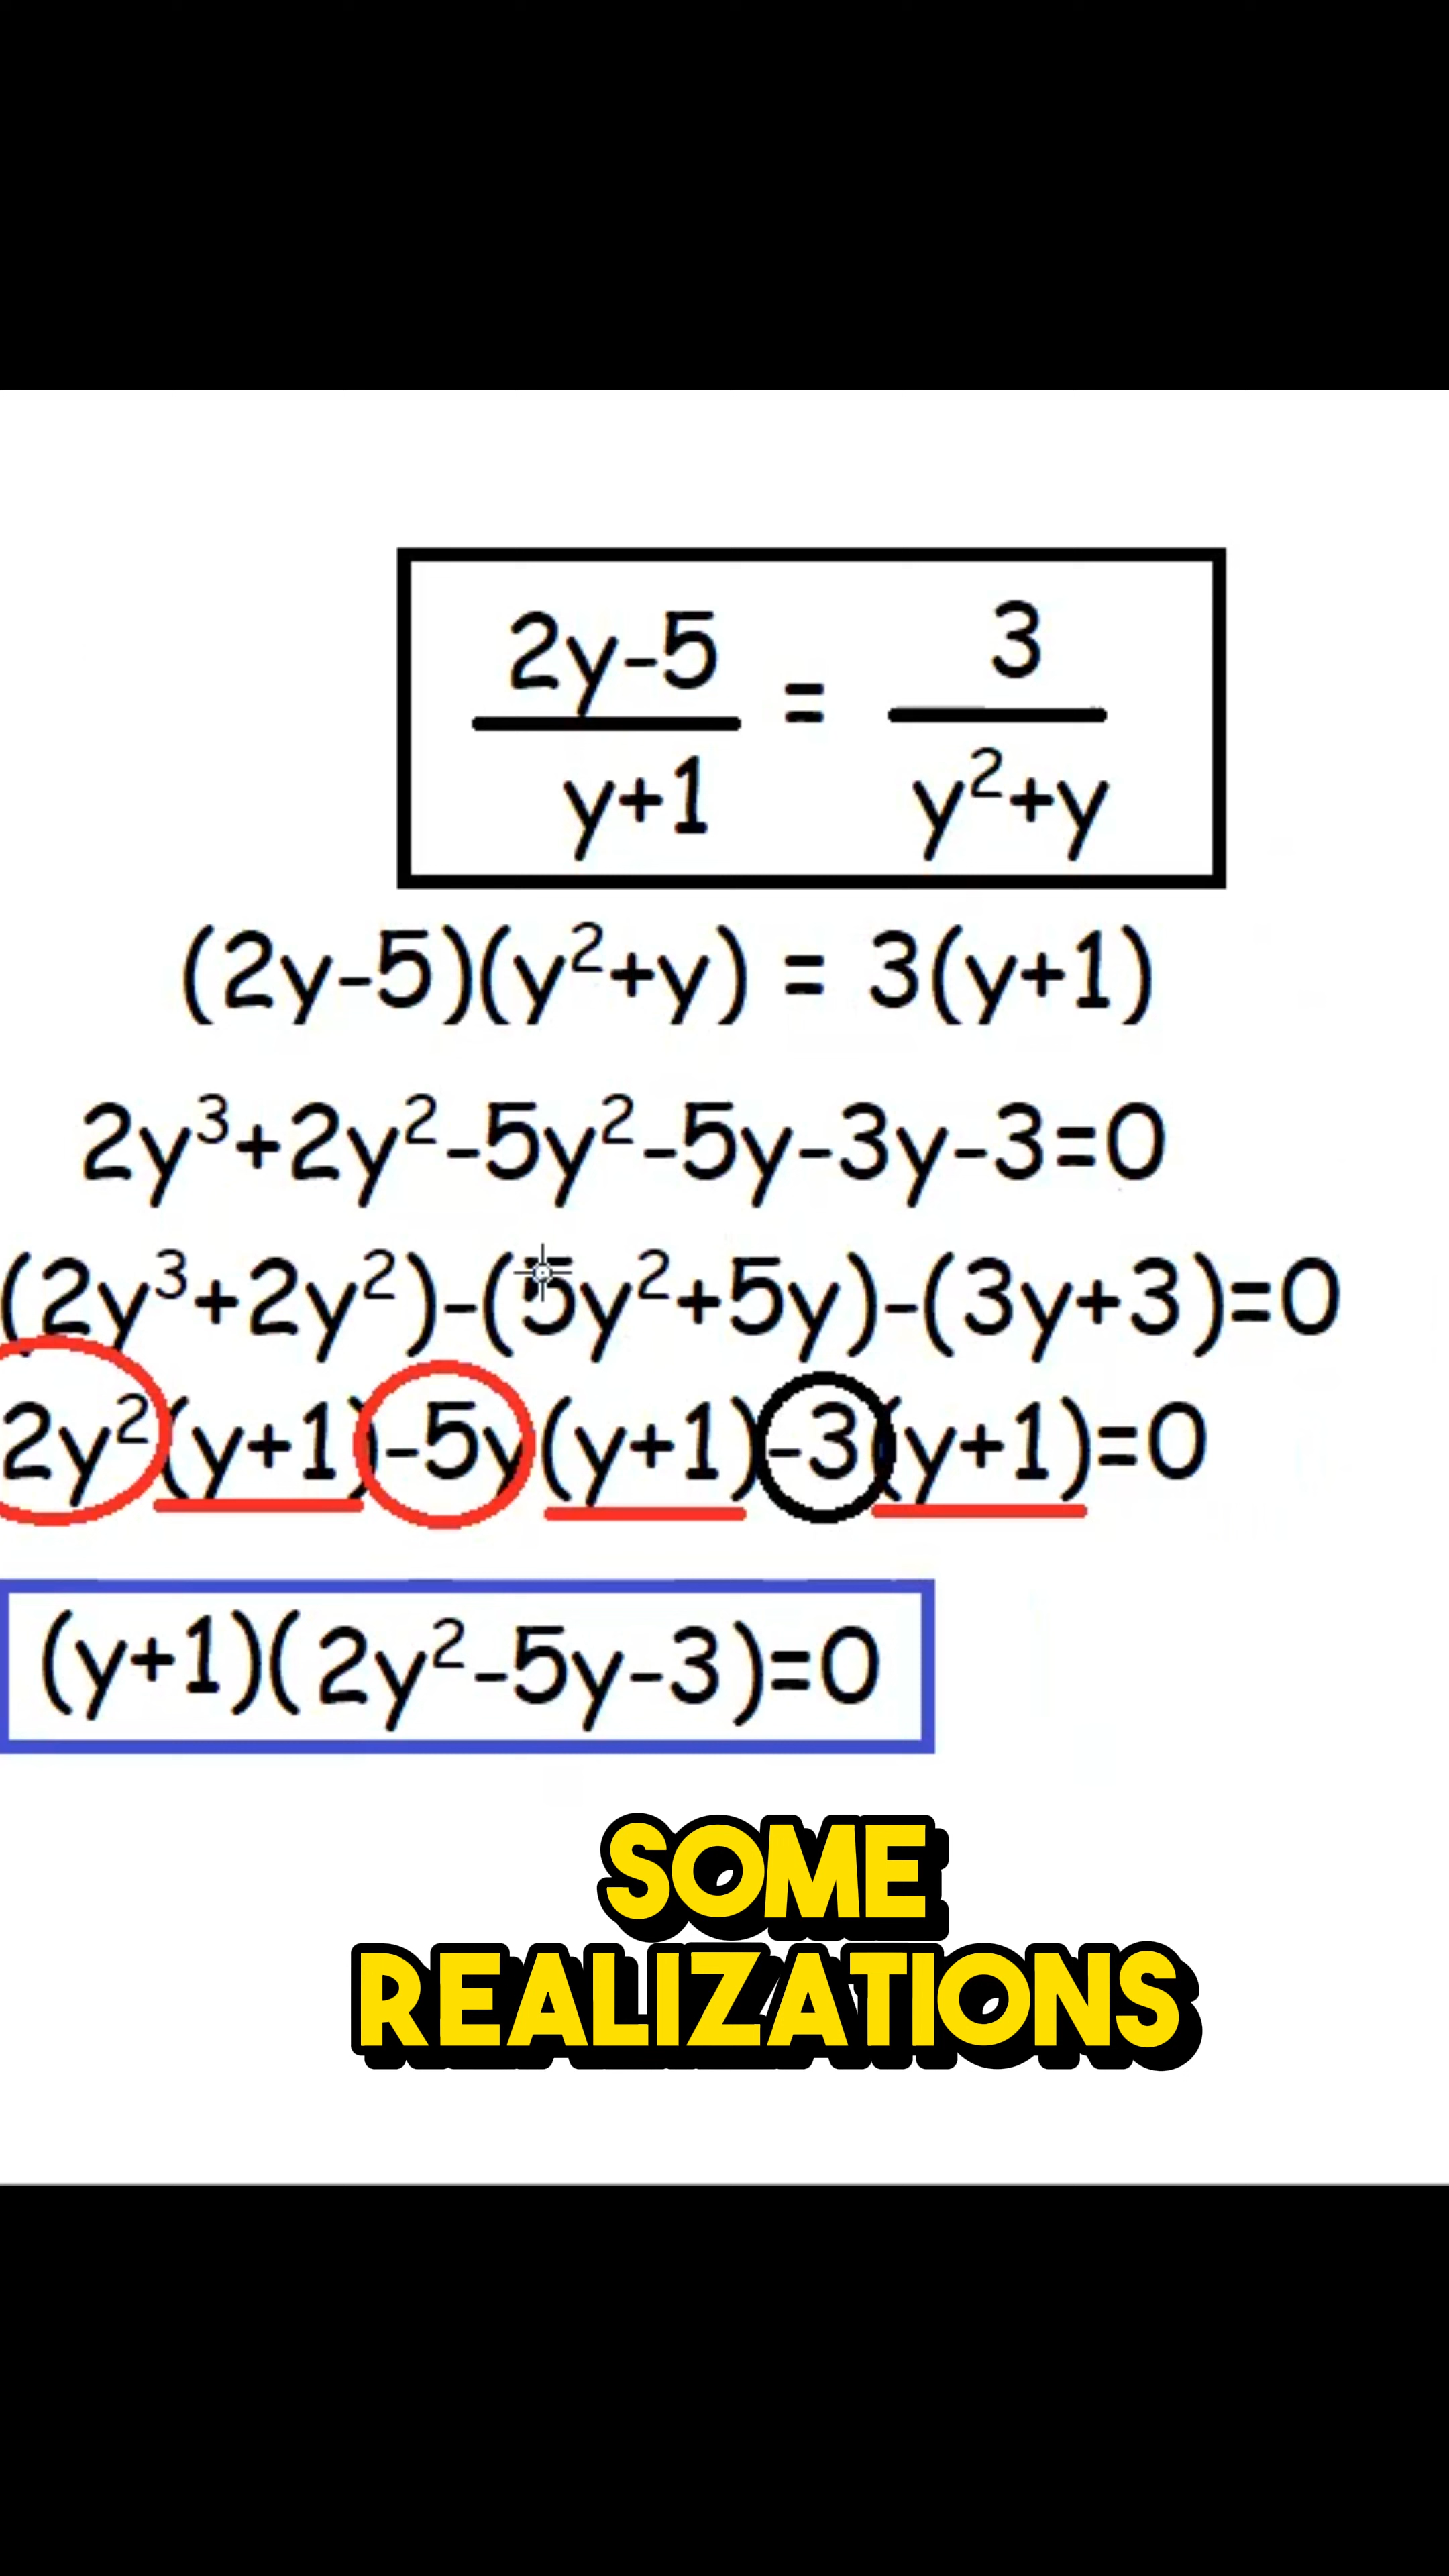 2y-5 / y+1 = 3 / y²+y
(2y-5)(y²+y) = 3(y+1)
2y³+2y²-5y²-5y-3y-3=0
(2y³+2y²)-(5y²+5y)-(3y+3)=0
2y²(y+1)-5y(y+1)-3(y+1)=0
(y+1)(2y²-5y-3)=0
SOME
REALIZATIONS